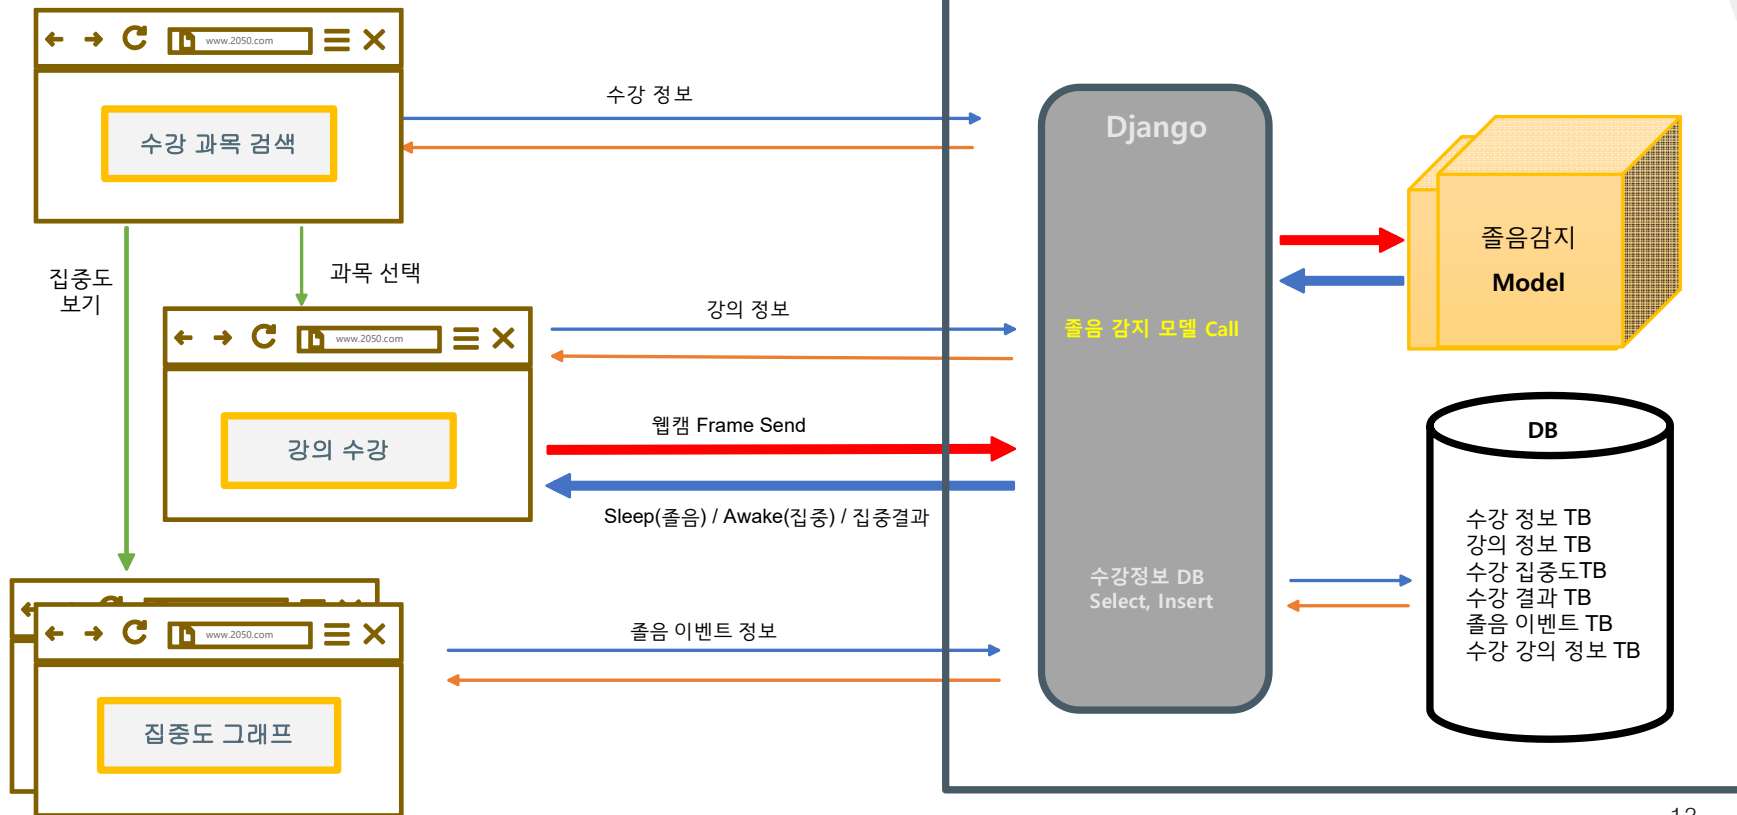 www.2050.com
수강 과목 검색
수강 정보
Django
졸음감지
Model
집중도
보기
과목 선택
www.2050.com
강의 정보
졸음 감지 모델 Call
강의 수강
웹캠 Frame Send
Sleep(졸음) / Awake(집중) / 집중결과
DB
수강 정보 TB
강의 정보 TB
수강 집중도TB
수강 결과 TB
졸음 이벤트 TB
수강 강의 정보 TB
수강정보 DB
Select, Insert
www.2050.com
졸음 이벤트 정보
집중도 그래프